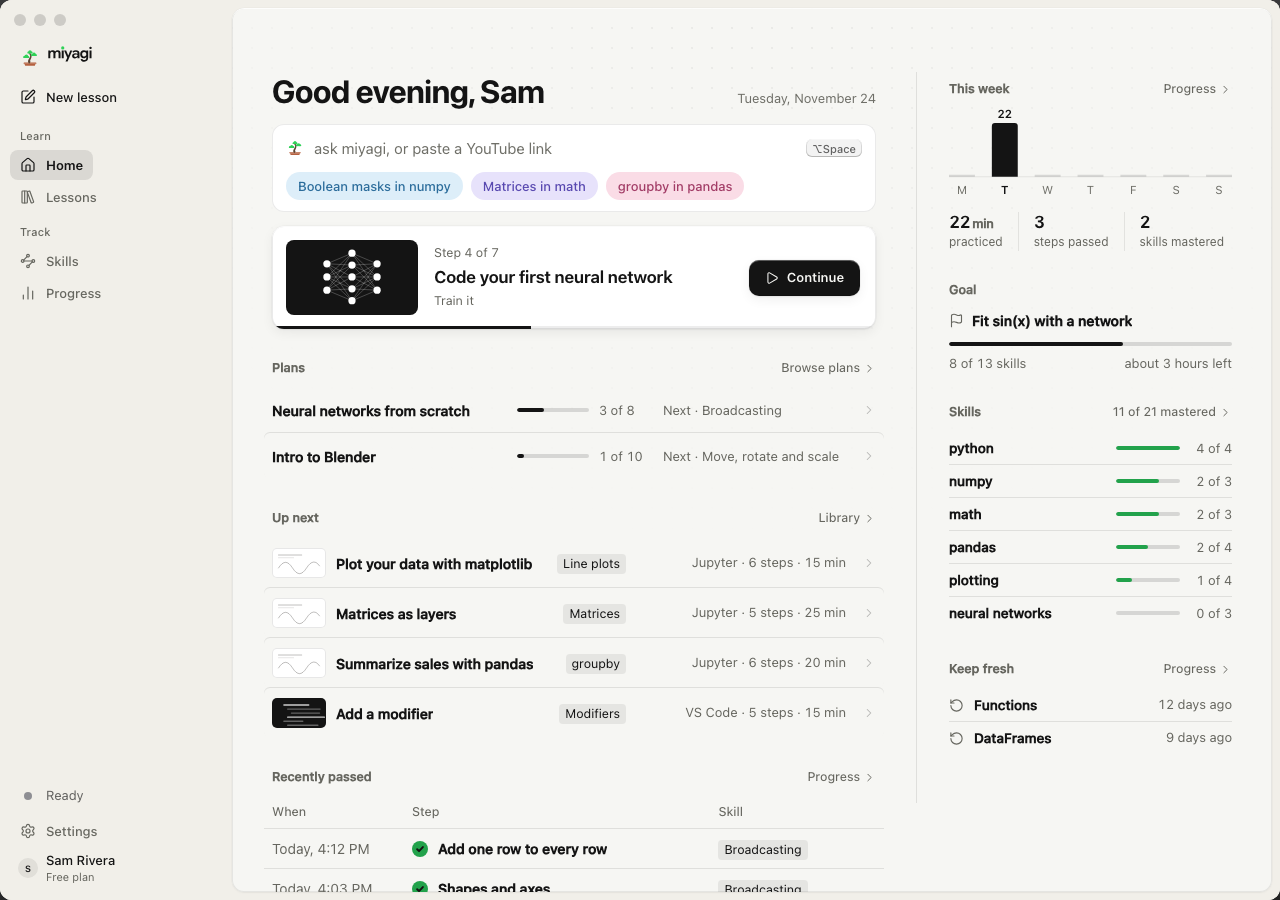 miyagi
New lesson
Learn
Home
Lessons
Track
Skills
Progress
Ready
Settings
S
Sam Rivera
Free plan
Good evening, Sam
Tuesday, November 24
ask miyagi, or paste a YouTube link
⌥Space
Boolean masks in numpy
Matrices in math
groupby in pandas
Step 4 of 7
Code your first neural network
Train it
Continue
Plans
Browse plans
Neural networks from scratch 3 of 8 Next · Broadcasting
Intro to Blender 1 of 10 Next · Move, rotate and scale
Up next
Library
Plot your data with matplotlib Line plots Jupyter · 6 steps · 15 min
Matrices as layers Matrices Jupyter · 5 steps · 25 min
Summarize sales with pandas groupby Jupyter · 6 steps · 20 min
Add a modifier Modifiers VS Code · 5 steps · 15 min
Recently passed
Progress
When Step Skill
Today, 4:12 PM Add one row to every row Broadcasting
Today, 4:03 PM Shapes and axes Broadcasting
This week
Progress
22
M T W T F S S
22 min 3 2
practiced steps passed skills mastered
Goal
Fit sin(x) with a network
8 of 13 skills about 3 hours left
Skills
11 of 21 mastered
python 4 of 4
numpy 2 of 3
math 2 of 3
pandas 2 of 4
plotting 1 of 4
neural networks 0 of 3
Keep fresh
Progress
Functions 12 days ago
DataFrames 9 days ago